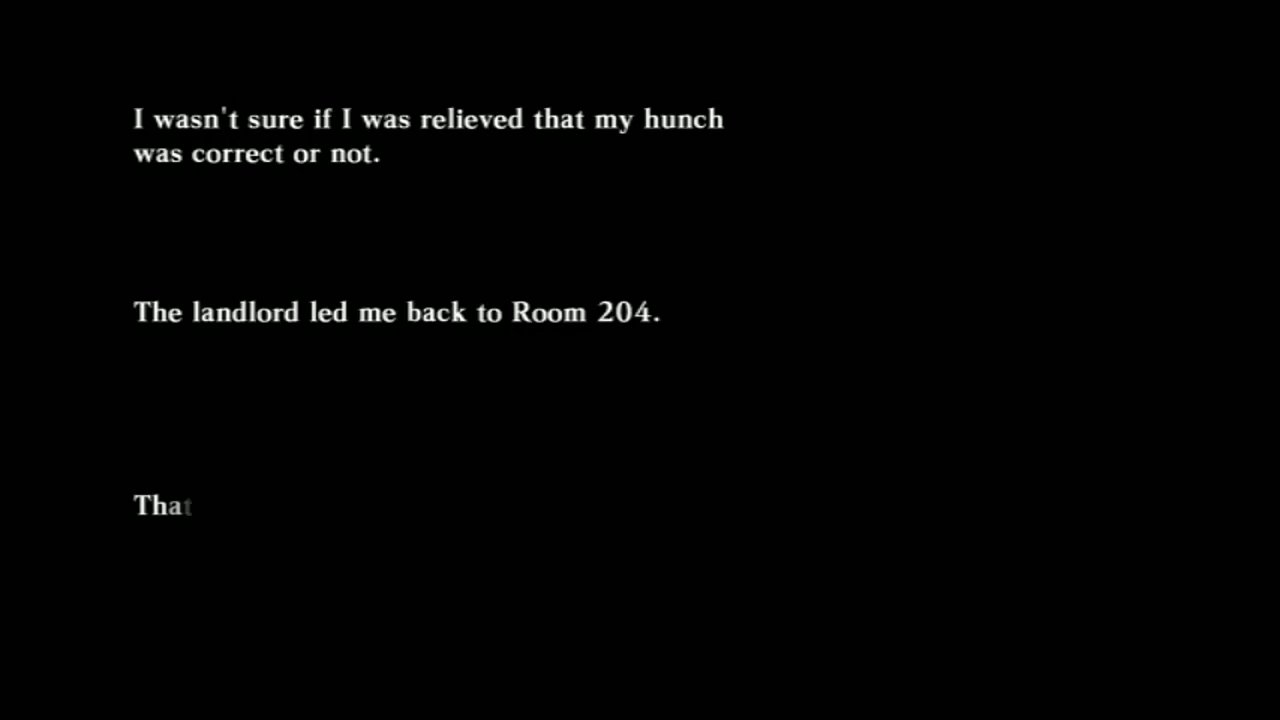 I wasn't sure if I was relieved that my hunch
was correct or not.
The landlord led me back to Room 204.
That